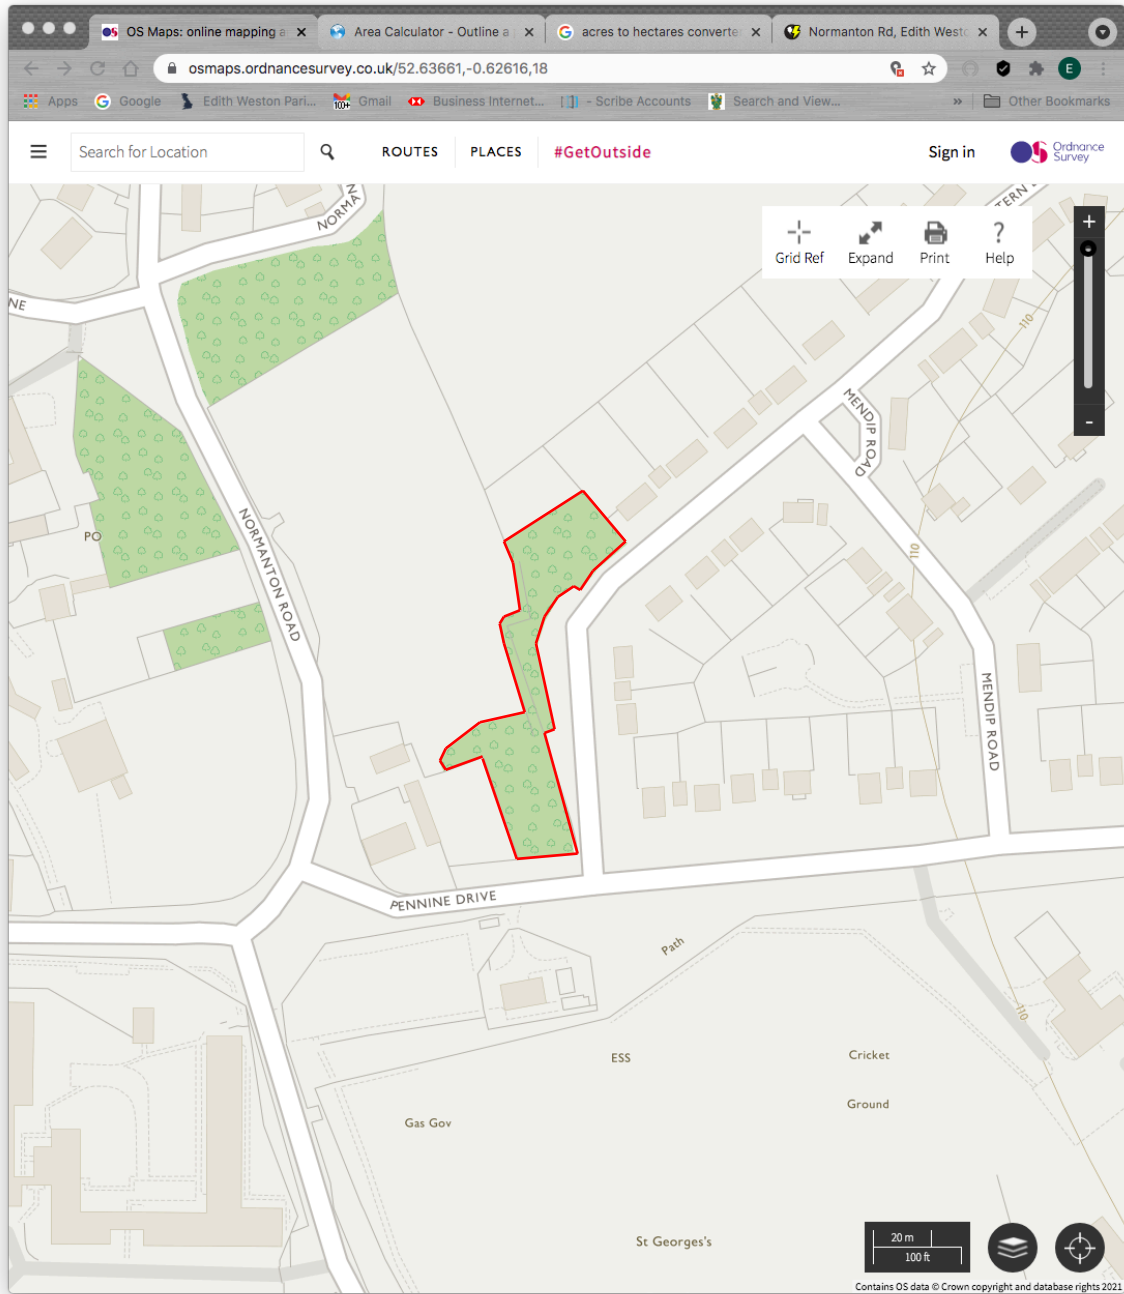 OS Maps: online mapping a
Area Calculator - Outline a
acres to hectares converte
Normanton Rd, Edith Westo
osmaps.ordnancesurvey.co.uk/52.63661,-0.62616,18
E
Apps
Google
Edith Weston Pari...
Gmail
Business Internet...
- Scribe Accounts
Search and View...
»
Other Bookmarks
Search for Location
ROUTES
PLACES
#GetOutside
Sign in
OS Ordnance
Survey
Grid Ref
Expand
Print
Help
+
-
NORMA
N
TERN
NE
110
MENDIP ROAD
PO
NORMANTON ROAD
110
MENDIP ROAD
PENNINE DRIVE
Path
110
ESS
Cricket
Ground
Gas Gov
St Georges's
20 m
100 ft
Contains OS data © Crown copyright and database rights 2021